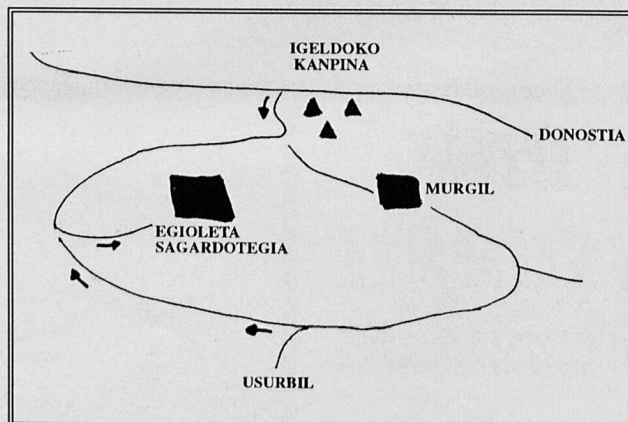 IGELDOKO
KANPINA
DONOSTIA
MURGIL
EGIOLETA
SAGARDOTEGIA
USURBIL